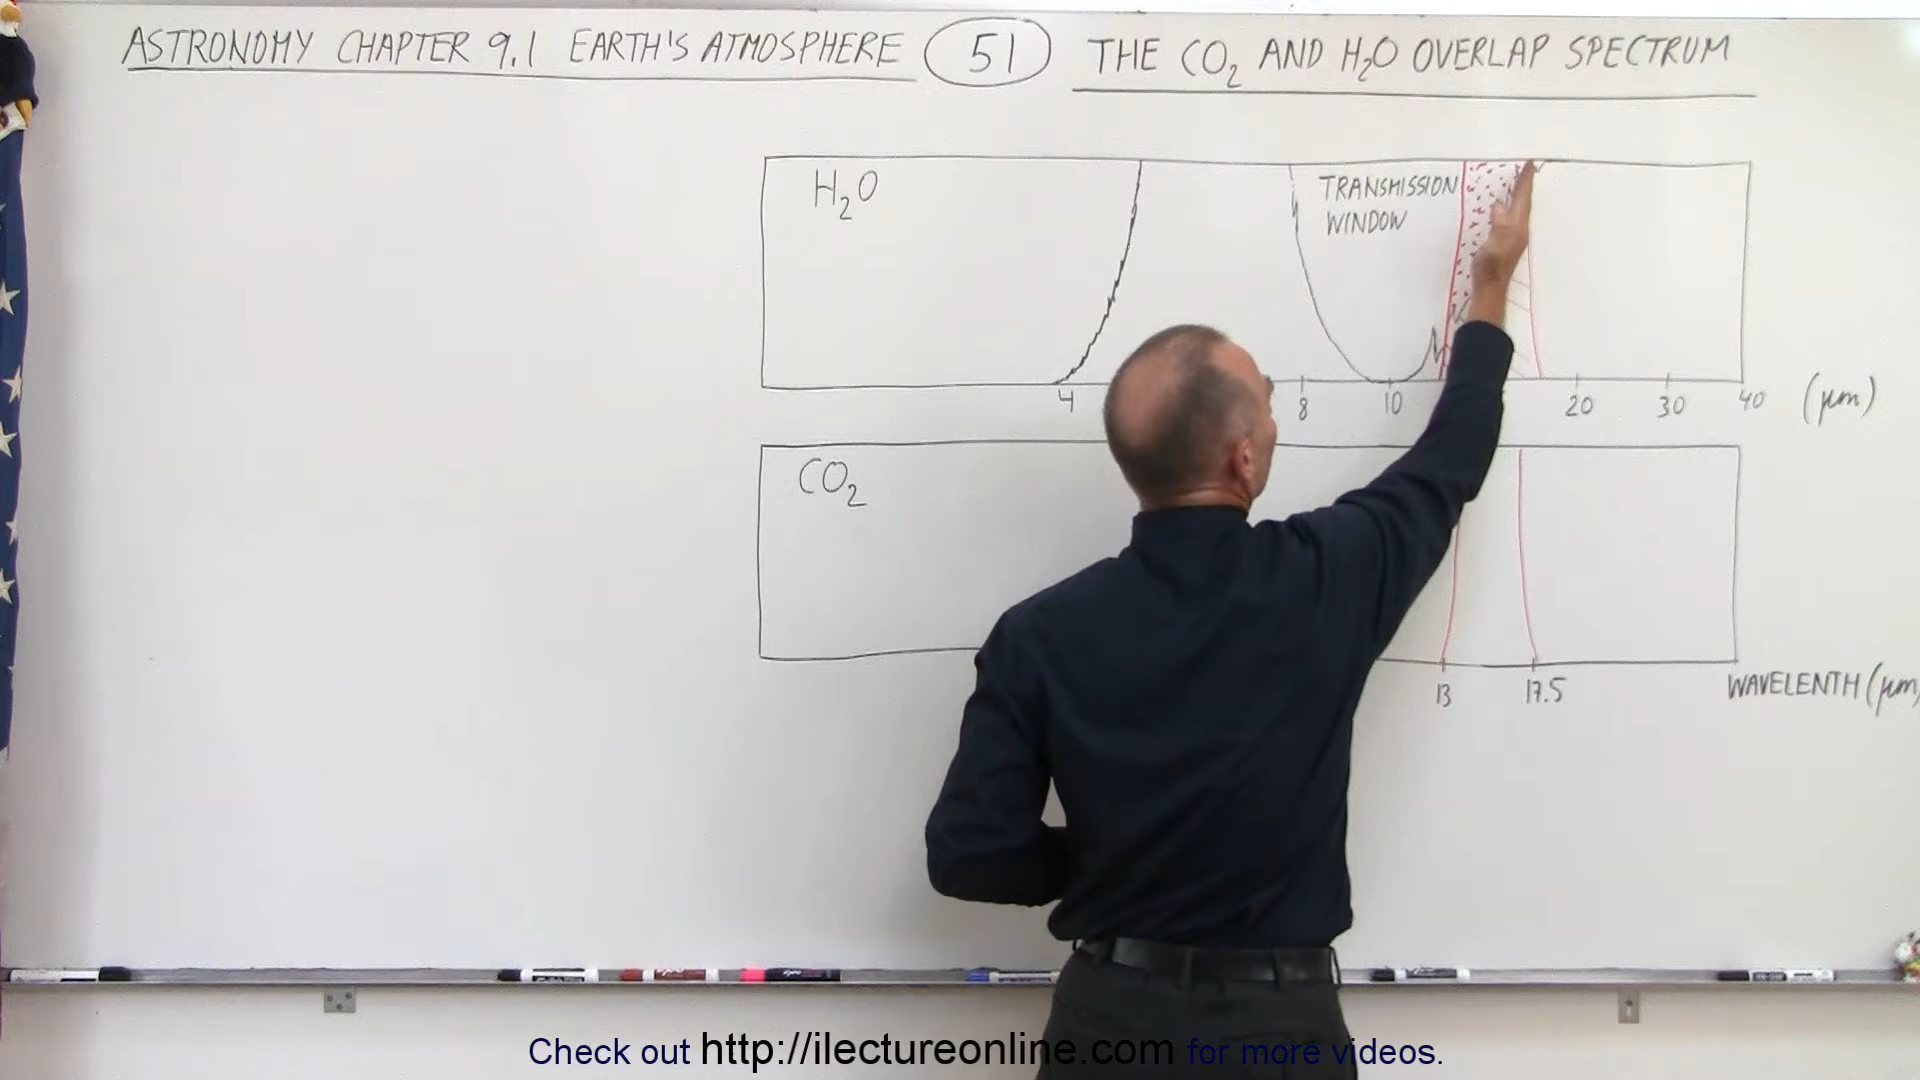 ASTRONOMY CHAPTER 9.1 EARTH'S ATMOSPHERE 51 THE CO2 AND H2O OVERLAP SPECTRUM
H2O
TRANSMISSION
WINDOW
4 8 10 20 30 40 (μm)
CO2
13 17.5 WAVELENTH (μm)
Check out http://ilectureonline.com for more videos.